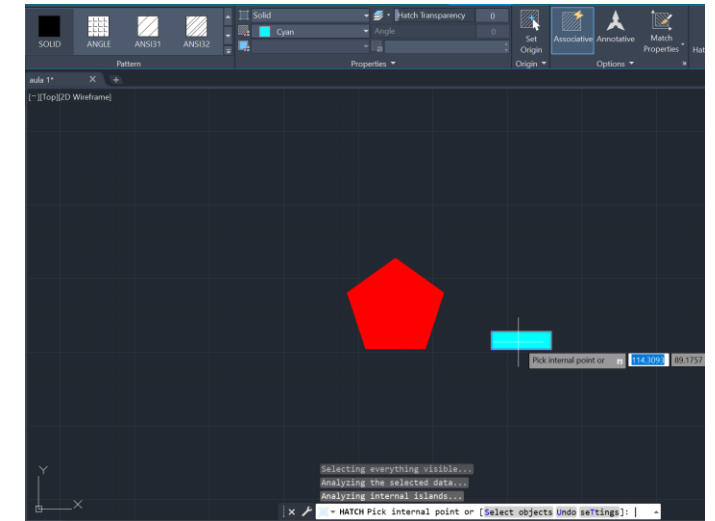 Solid
Hatch Transparency 0
Cyan
Angle 0
SOLID ANGLE ANSI31 ANSI32
Set Origin
Associative
Annotative
Match Properties
Hat
Pattern
Properties
Origin
Options
aula 1* X +
[−][Top][2D Wireframe]
Pick internal point or 114.3093 89.1757
Y
X
Selecting everything visible...
Analyzing the selected data...
Analyzing internal islands...
HATCH Pick internal point or [Select objects Undo seTtings]: